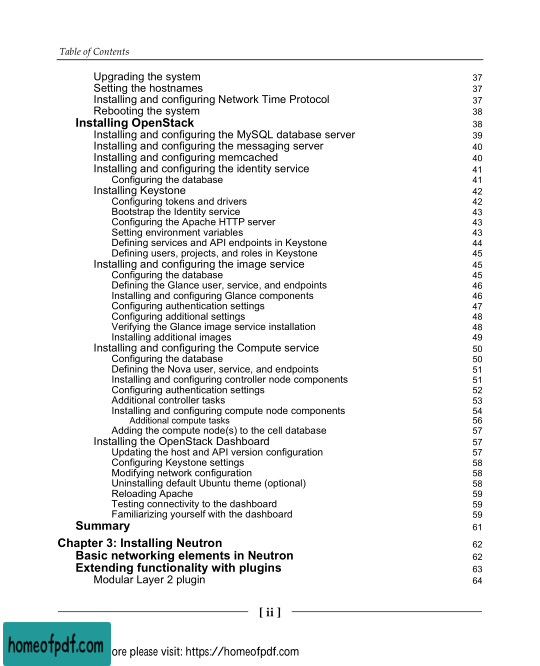 Table of Contents
Upgrading the system 37
Setting the hostnames 37
Installing and configuring Network Time Protocol 37
Rebooting the system 38
Installing OpenStack 38
Installing and configuring the MySQL database server 39
Installing and configuring the messaging server 40
Installing and configuring memcached 40
Installing and configuring the identity service 41
Configuring the database 41
Installing Keystone 42
Configuring tokens and drivers 42
Bootstrap the Identity service 43
Configuring the Apache HTTP server 43
Setting environment variables 43
Defining services and API endpoints in Keystone 44
Defining users, projects, and roles in Keystone 45
Installing and configuring the image service 45
Configuring the database 45
Defining the Glance user, service, and endpoints 46
Installing and configuring Glance components 46
Configuring authentication settings 47
Configuring additional settings 48
Verifying the Glance image service installation 48
Installing additional images 49
Installing and configuring the Compute service 50
Configuring the database 50
Defining the Nova user, service, and endpoints 51
Installing and configuring controller node components 51
Configuring authentication settings 52
Additional controller tasks 53
Installing and configuring compute node components 54
Additional compute tasks 56
Adding the compute node(s) to the cell database 57
Installing the OpenStack Dashboard 57
Updating the host and API version configuration 57
Configuring Keystone settings 58
Modifying network configuration 58
Uninstalling default Ubuntu theme (optional) 58
Reloading Apache 59
Testing connectivity to the dashboard 59
Familiarizing yourself with the dashboard 59
Summary 61
Chapter 3: Installing Neutron 62
Basic networking elements in Neutron 62
Extending functionality with plugins 63
Modular Layer 2 plugin 64
[ ii ]
homeofpdf.com
ore please visit: https://homeofpdf.com